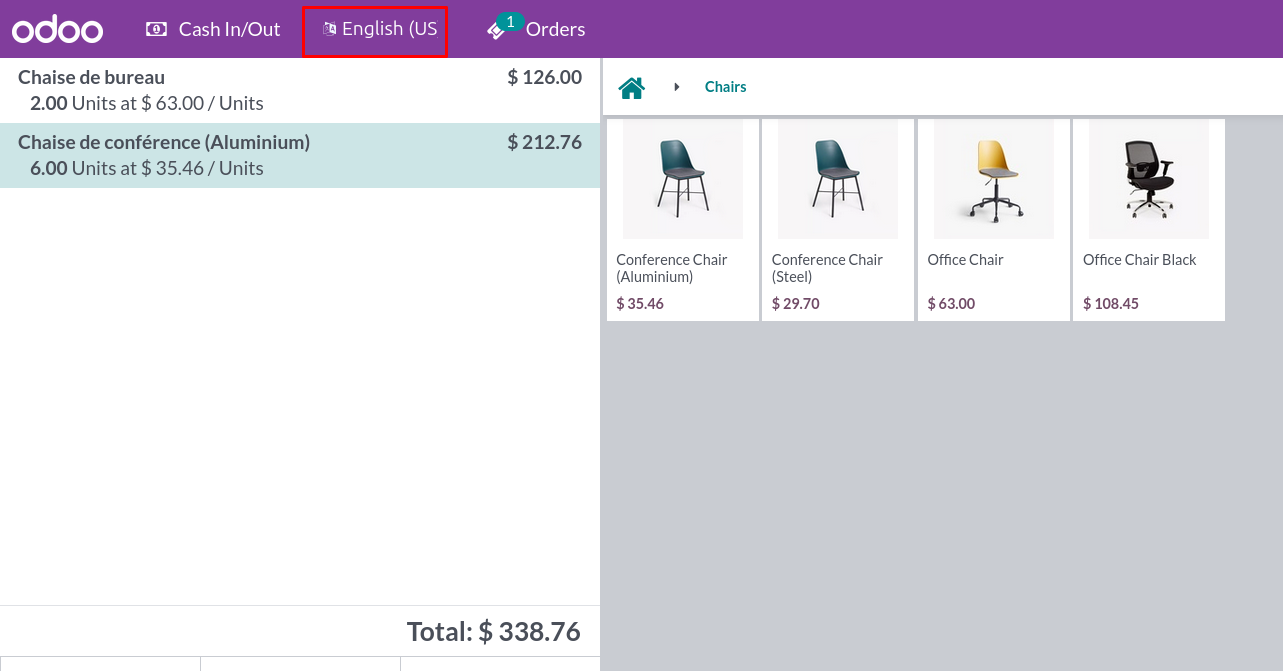 odoo Cash In/Out English (US 1 Orders
Chaise de bureau $ 126.00
2.00 Units at $ 63.00 / Units
Chaise de conférence (Aluminium) $ 212.76
6.00 Units at $ 35.46 / Units
Total: $ 338.76
Chairs
Conference Chair
(Aluminium)
$ 35.46
Conference Chair
(Steel)
$ 29.70
Office Chair
$ 63.00
Office Chair Black
$ 108.45